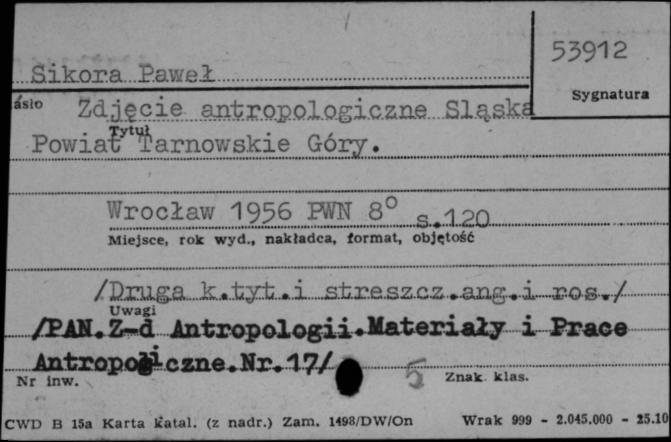 53912
Sikora Paweł
Sygnatura
asło Zdjęcie antropologiczne Śląska
Tytuł
Powiat Tarnowskie Góry.
Wrocław 1956 PWN 8° s.120
Miejsce, rok wyd., nakładca, format, objętość
/Druga k.tyt.i streszcz.ang.i ros./
Uwagi
/PAN.Z-d Antropologii.Materiały i Prace
Antropologiczne.Nr.17/ 5
Nr inw. Znak klas.
CWD B 15a Karta katal. (z nadr.) Zam. 1498/DW/On Wrak 999 - 2.045.000 - 25.10